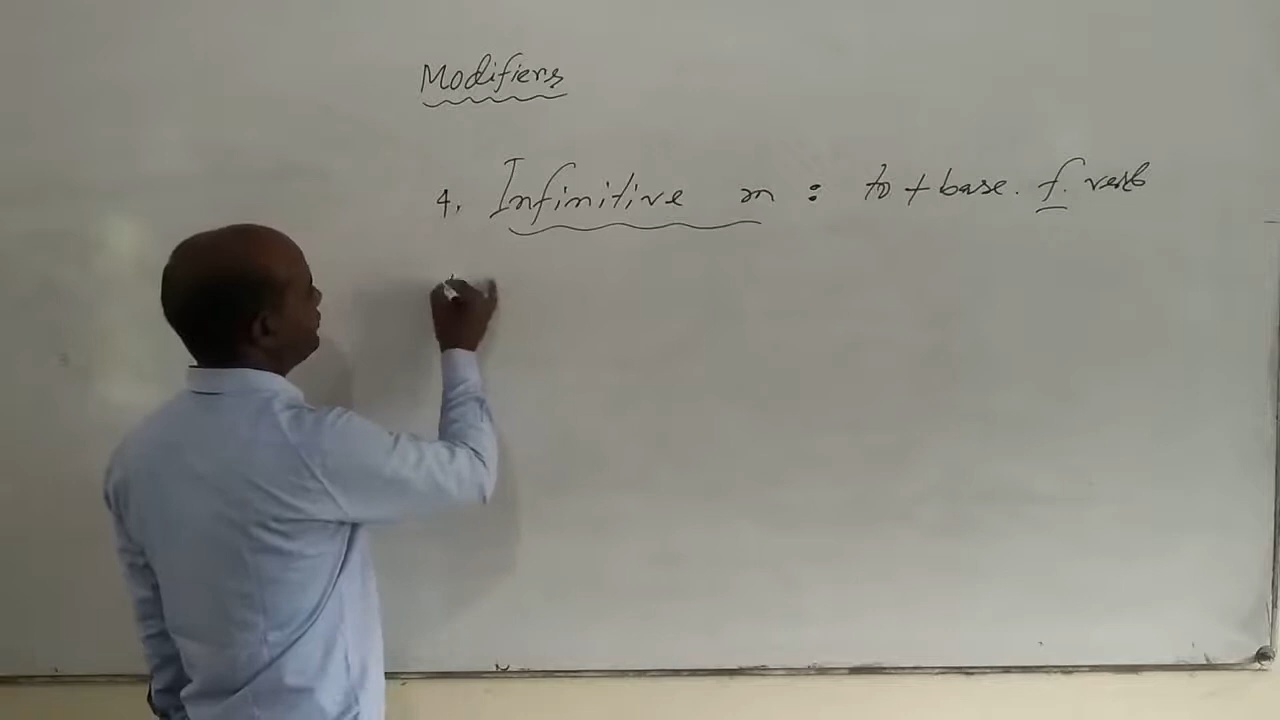 Modifiers
4. Infinitive m : to + base. f. verb